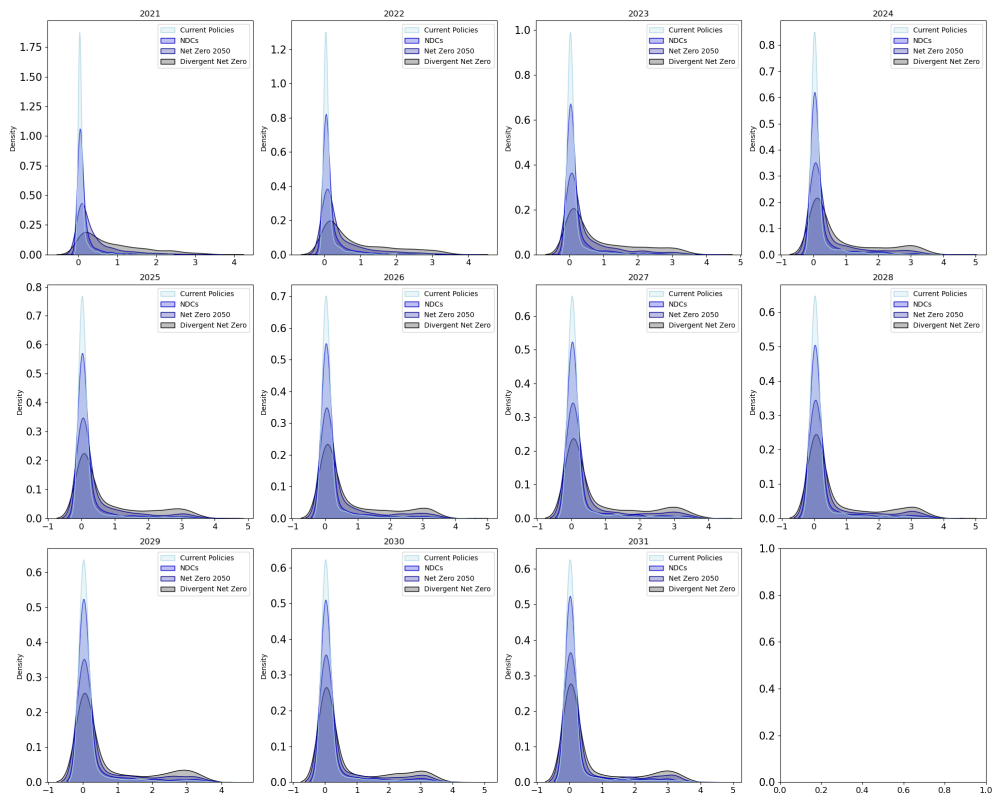 2021
Current Policies
NDCs
Net Zero 2050
Divergent Net Zero
Density
1.75
1.50
1.25
1.00
0.75
0.50
0.25
0.00
0 1 2 3 4
2022
Current Policies
NDCs
Net Zero 2050
Divergent Net Zero
Density
1.2
1.0
0.8
0.6
0.4
0.2
0.0
0 1 2 3 4
2023
Current Policies
NDCs
Net Zero 2050
Divergent Net Zero
Density
1.0
0.8
0.6
0.4
0.2
0.0
0 1 2 3 4 5
2024
Current Policies
NDCs
Net Zero 2050
Divergent Net Zero
Density
0.8
0.7
0.6
0.5
0.4
0.3
0.2
0.1
0.0
−1 0 1 2 3 4 5
2025
Current Policies
NDCs
Net Zero 2050
Divergent Net Zero
Density
0.8
0.7
0.6
0.5
0.4
0.3
0.2
0.1
0.0
−1 0 1 2 3 4 5
2026
Current Policies
NDCs
Net Zero 2050
Divergent Net Zero
Density
0.7
0.6
0.5
0.4
0.3
0.2
0.1
0.0
−1 0 1 2 3 4 5
2027
Current Policies
NDCs
Net Zero 2050
Divergent Net Zero
Density
0.6
0.5
0.4
0.3
0.2
0.1
0.0
−1 0 1 2 3 4
2028
Current Policies
NDCs
Net Zero 2050
Divergent Net Zero
Density
0.6
0.5
0.4
0.3
0.2
0.1
0.0
−1 0 1 2 3 4 5
2029
Current Policies
NDCs
Net Zero 2050
Divergent Net Zero
Density
0.6
0.5
0.4
0.3
0.2
0.1
0.0
−1 0 1 2 3 4
2030
Current Policies
NDCs
Net Zero 2050
Divergent Net Zero
Density
0.6
0.5
0.4
0.3
0.2
0.1
0.0
−1 0 1 2 3 4 5
2031
Current Policies
NDCs
Net Zero 2050
Divergent Net Zero
Density
0.6
0.5
0.4
0.3
0.2
0.1
0.0
−1 0 1 2 3 4 5
1.0
0.8
0.6
0.4
0.2
0.0
0.0 0.2 0.4 0.6 0.8 1.0